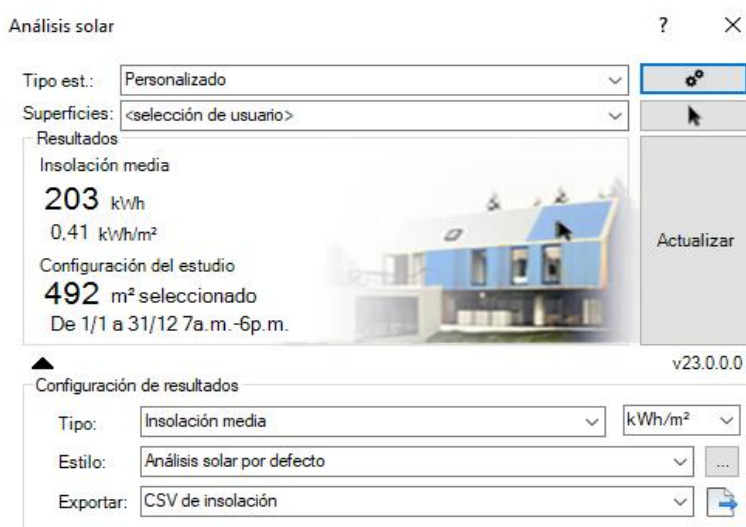 Análisis solar ? ×
Tipo est.: Personalizado
Superficies: <selección de usuario>
Resultados
Insolación media
203 kWh
0,41 kWh/m²
Configuración del estudio
492 m² seleccionado
De 1/1 a 31/12 7a.m.-6p.m.
Actualizar
v23.0.0.0
Configuración de resultados
Tipo: Insolación media kWh/m²
Estilo: Análisis solar por defecto ...
Exportar: CSV de insolación